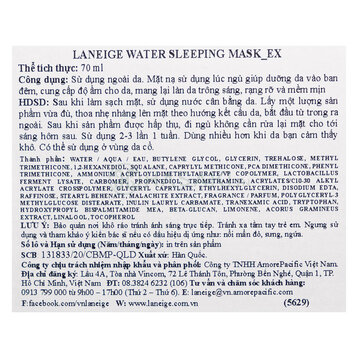 LANEIGE WATER SLEEPING MASK_EX
Thể tích thực: 70 ml
Công dụng: Sử dụng ngoài da. Mặt nạ sử dụng lúc ngủ giúp dưỡng da vào ban
đêm, cung cấp độ ẩm cho da, mang lại làn da trông sáng, rạng rỡ và mềm mịn
HDSD: Sau khi làm sạch mặt, sử dụng nước cân bằng da. Lấy một lượng sản
phẩm vừa đủ, thoa nhẹ nhàng lên mặt theo hướng kết cấu da, bắt đầu từ trong ra
ngoài. Sau khi sản phẩm được hấp thụ, đi ngủ không cần rửa lại mặt cho tới
sáng hôm sau. Sử dụng 2-3 lần 1 tuần. Dùng nhiều hơn khi da bạn cảm thấy
khô. Có thể sử dụng ở vùng da cổ.
Thành phần: WATER / AQUA / EAU, BUTYLENE GLYCOL, GLYCERIN, TREHALOSE, METHYL
TRIMETHICONE, 1,2-HEXANEDIOL, SQUALANE, CAPRYLYL METHICONE, PCA DIMETHICONE, PHENYL
TRIMETHICONE, AMMONIUM ACRYLOYLDIMETHYLTAURATE/VP COPOLYMER, LACTOBACILLUS
FERMENT LYSATE, CARBOMER, PROPANEDIOL, TROMETHAMINE, ACRYLATES/C10-30 ALKYL
ACRYLATE CROSSPOLYMER, GLYCERYL CAPRYLATE, ETHYLHEXYLGLYCERIN, DISODIUM EDTA,
RAFFINOSE, STEARYL BEHENATE, MALTODEXTRIN, FRAGRANCE / PARFUM, POLYGLYCERYL-3
METHYLGLUCOSE DISTEARATE, INULIN LAURYL CARBAMATE, TRANEXAMIC ACID, TRYPTOPHAN,
HYDROXYPROPYL BISPALMITAMIDE MEA, BETA-GLUCAN, LIMONENE, ACORUS GRAMINEUS
EXTRACT, LINALOOL, TOCOPHEROL
LƯU Ý: Bảo quản nơi khô ráo tránh ánh sáng trực tiếp. Tránh xa tầm tay trẻ em. Ngưng sử
dụng và tham khảo ý kiến bác sĩ nếu có dấu hiệu dị ứng như: nổi mẩn đỏ, sưng, ngứa.
Số lô và Hạn sử dụng (Năm/tháng/ngày): in trên sản phẩm
SCB 131833/20/CBMP-QLD Xuất xứ: Hàn Quốc.
Công ty chịu trách nhiệm nhập khẩu và phân phối: Công ty TNHH AmorePacific Việt Nam.
Địa chỉ đăng ký: Lầu 4A, Tòa nhà Vincom, 72 Lê Thánh Tôn, Phường Bến Nghé, Quận 1, TP.
Hồ Chí Minh, Việt Nam ĐT: 08.3824 6232 (106) Tư vấn và chăm sóc khách hàng:
0913 799 000 từ 9h00 - 17h00 (Thứ 2 – Thứ 6). E: laneige@vn.amorepacific.com
F:facebook.com/vnlaneige W: www.laneige.com.vn (5629)